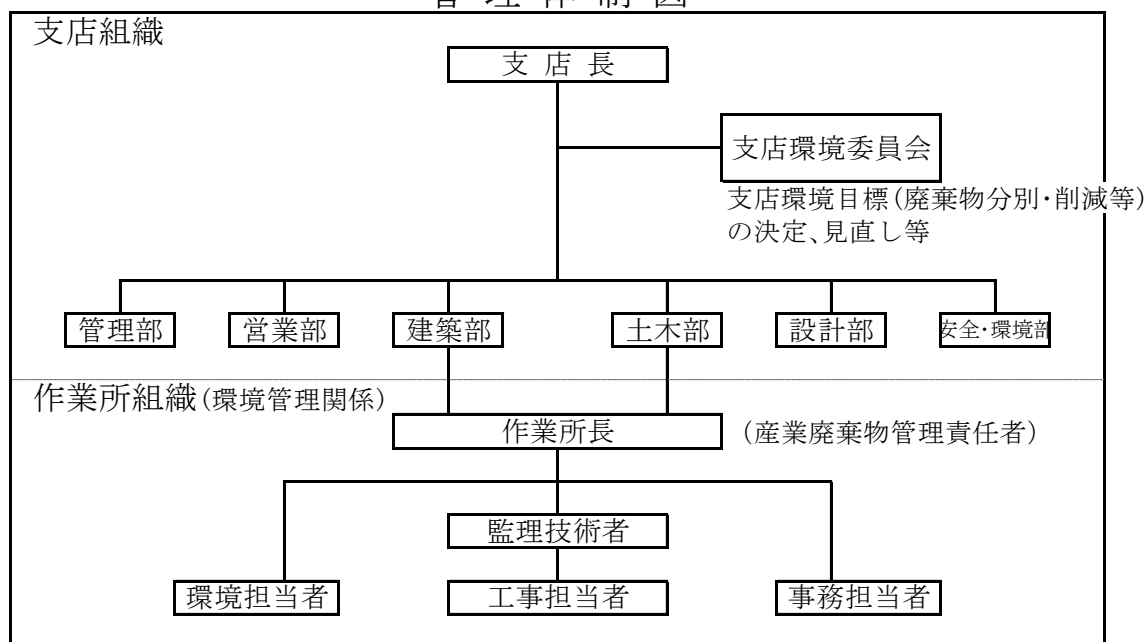 管理体制図
支店組織
支店長
支店環境委員会
支店環境目標(廃棄物分別･削減等)
の決定､見直し等
管理部 営業部 建築部 土木部 設計部 安全・環境部
作業所組織(環境管理関係)
作業所長 (産業廃棄物管理責任者)
監理技術者
環境担当者 工事担当者 事務担当者